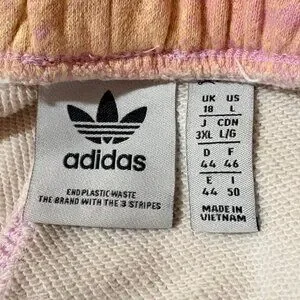 adidas
END PLASTIC WASTE
THE BRAND WITH THE 3 STRIPES
UK US
18 L
J CDN
3XL L/G
D F
44 46
E I
44 50
MADE IN
VIETNAM